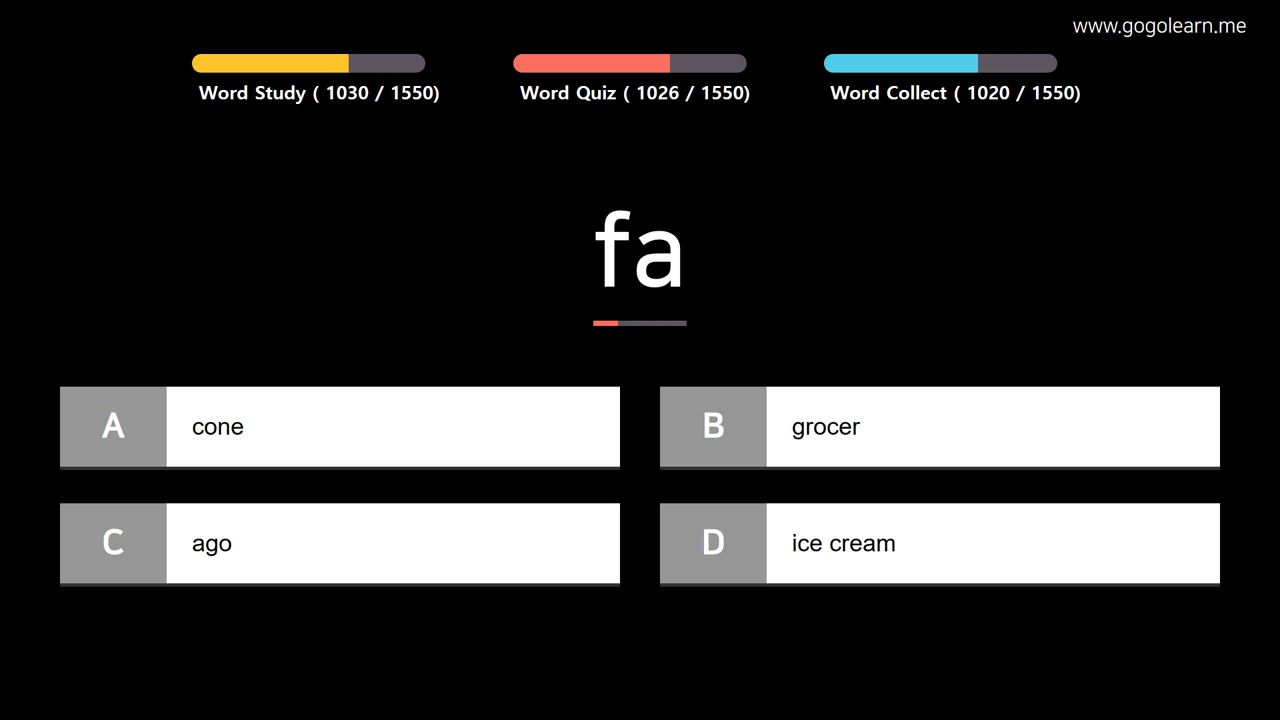 www.gogolearn.me
Word Study ( 1030 / 1550)
Word Quiz ( 1026 / 1550)
Word Collect ( 1020 / 1550)
fa
A cone
B grocer
C ago
D ice cream